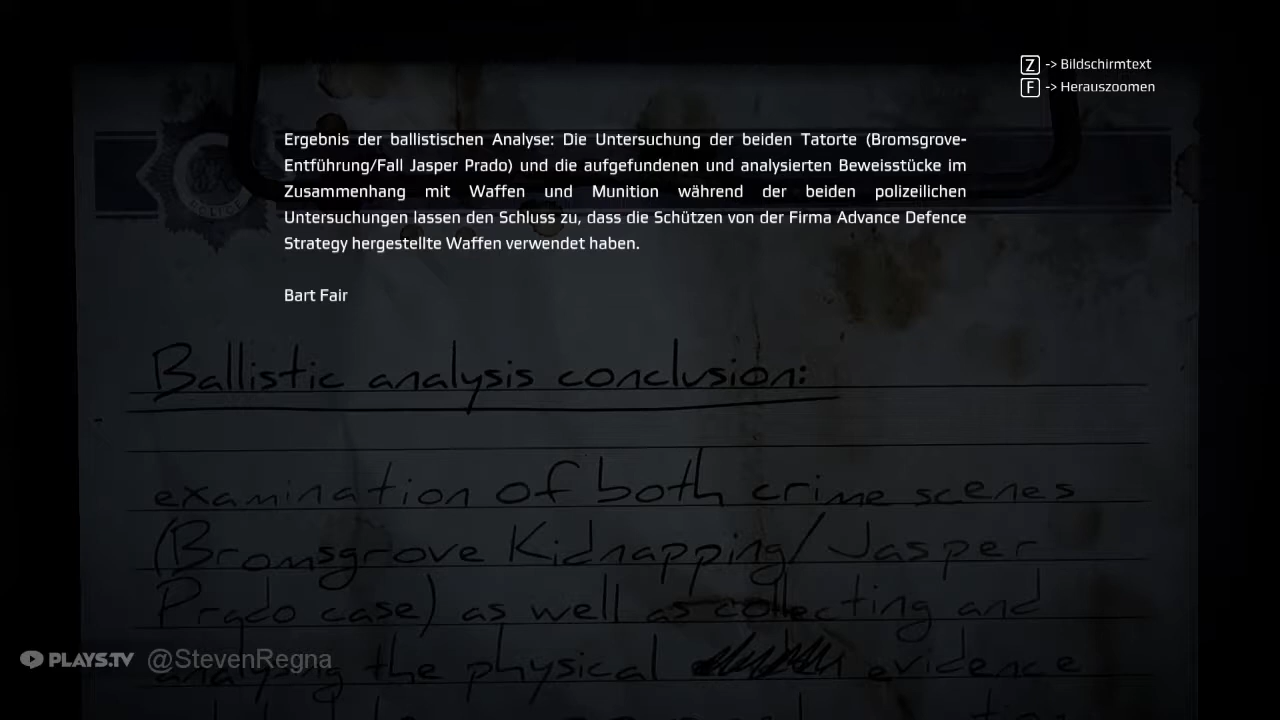 Z -> Bildschirmtext
F -> Herauszoomen
Ergebnis der ballistischen Analyse: Die Untersuchung der beiden Tatorte (Bromsgrove-
Entführung/Fall Jasper Prado) und die aufgefundenen und analysierten Beweisstücke im
Zusammenhang mit Waffen und Munition während der beiden polizeilichen
Untersuchungen lassen den Schluss zu, dass die Schützen von der Firma Advance Defence
Strategy hergestellte Waffen verwendet haben.
Bart Fair
POLICE
Ballistic analysis conclusion:
examination of both crime scenes
(Bromsgrove Kidnapping/Jasper
Prado case) as well as collecting and
analysing the physical evidence
PLAYS.TV @StevenRegna